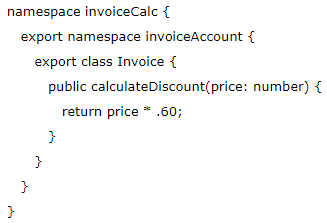 namespace invoiceCalc {
export namespace invoiceAccount {
export class Invoice {
public calculateDiscount(price: number) {
return price * .60;
}
}
}
}